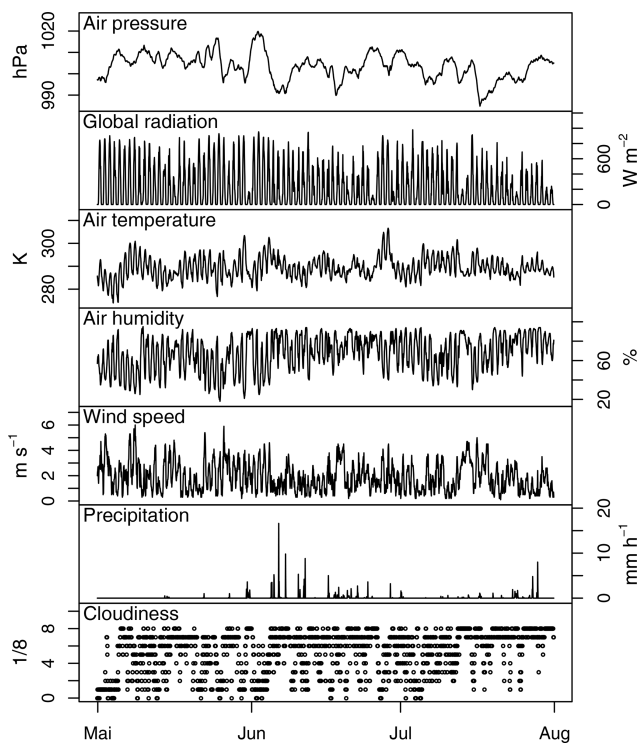 Air pressure
1020
990
hPa
Global radiation
600
0
W m⁻²
Air temperature
300
280
K
Air humidity
60
20
%
Wind speed
6
4
2
0
m s⁻¹
Precipitation
20
10
0
mm h⁻¹
Cloudiness
8
4
0
1/8
Mai Jun Jul Aug